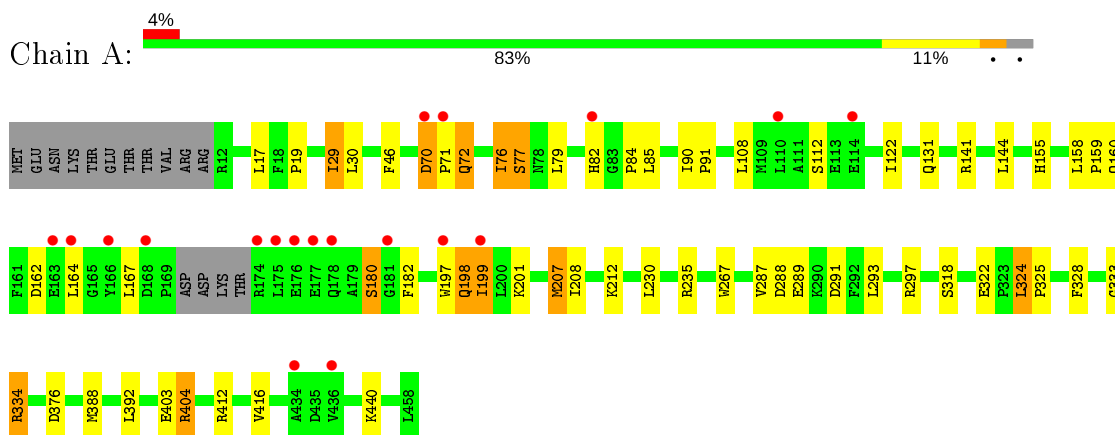 4%
Chain A:
83% 11% • •
MET GLU ASN LYS THR GLU THR THR VAL ARG ARG R12 L17 F18 P19 I29 L30 F46 D70 P71 Q72 I76 S77 N78 L79 H82 G83 P84 L85 I90 P91 L108 M109 L110 A111 S112 E113 E114 I122 Q131 R141 L144 H155 L158 P159 Q160
F161 D162 E163 L164 G165 Y166 L167 D168 P169 ASP ASP LYS THR R174 L175 E176 E177 Q178 A179 S180 G181 F182 W197 Q198 I199 L200 K201 M207 I208 K212 L230 R235 W267 V287 D288 E289 K290 D291 F292 L293 R297 S318 E322 P323 L324 P325 F328 G333
R334 D376 M388 L392 E403 R404 R412 V416 A434 D435 V436 K440 L458